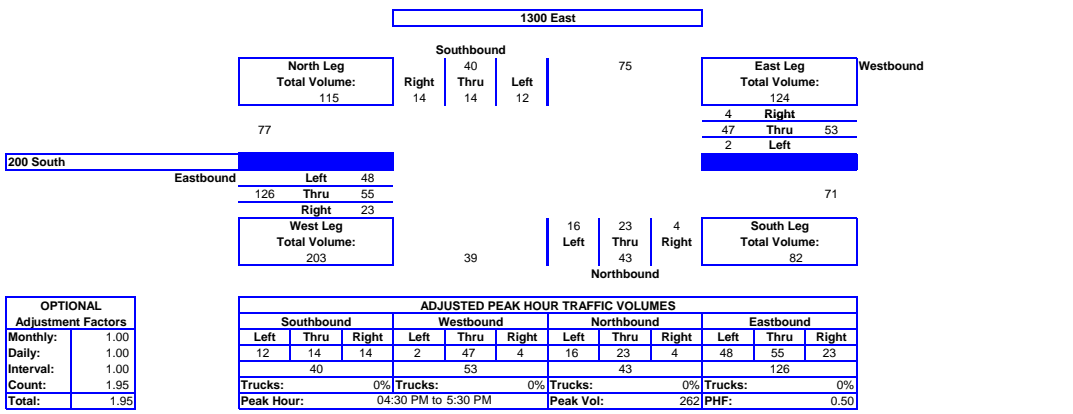 1300 East
Southbound
North Leg 40 75 East Leg Westbound
Total Volume: Right Thru Left Total Volume:
115 14 14 12 124
4 Right
77 47 Thru 53
2 Left
200 South
Eastbound Left 48
126 Thru 55 71
Right 23
West Leg 16 23 4 South Leg
Total Volume: Left Thru Right Total Volume:
203 39 43 82
Northbound
OPTIONAL ADJUSTED PEAK HOUR TRAFFIC VOLUMES
Adjustment Factors Southbound Westbound Northbound Eastbound
Monthly: 1.00 Left Thru Right Left Thru Right Left Thru Right Left Thru Right
Daily: 1.00 12 14 14 2 47 4 16 23 4 48 55 23
Interval: 1.00 40 53 43 126
Count: 1.95 Trucks: 0% Trucks: 0% Trucks: 0% Trucks: 0%
Total: 1.95 Peak Hour: 04:30 PM to 5:30 PM Peak Vol: 262 PHF: 0.50